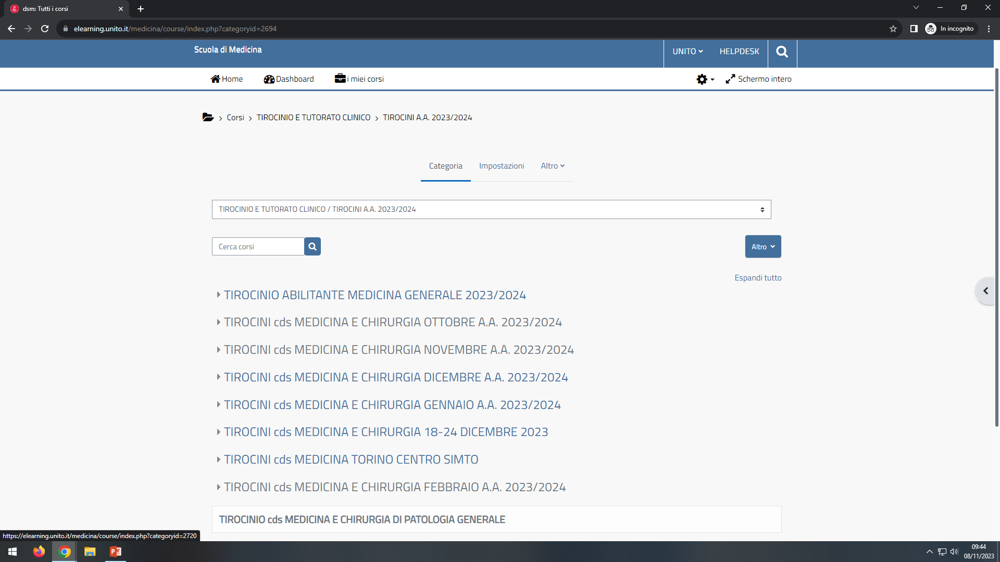 dsm: Tutti i corsi
elearning.unito.it/medicina/course/index.php?categoryid=2694
In incognito
Scuola di Medicina
UNITO
HELPDESK
Home
Dashboard
i miei corsi
Schermo intero
Corsi > TIROCINIO E TUTORATO CLINICO > TIROCINI A.A. 2023/2024
Categoria
Impostazioni
Altro
TIROCINIO E TUTORATO CLINICO / TIROCINI A.A. 2023/2024
Cerca corsi
Altro
Espandi tutto
TIROCINIO ABILITANTE MEDICINA GENERALE 2023/2024
TIROCINI cds MEDICINA E CHIRURGIA OTTOBRE A.A. 2023/2024
TIROCINI cds MEDICINA E CHIRURGIA NOVEMBRE A.A. 2023/2024
TIROCINI cds MEDICINA E CHIRURGIA DICEMBRE A.A. 2023/2024
TIROCINI cds MEDICINA E CHIRURGIA GENNAIO A.A. 2023/2024
TIROCINI cds MEDICINA E CHIRURGIA 18-24 DICEMBRE 2023
TIROCINI cds MEDICINA TORINO CENTRO SIMTO
TIROCINI cds MEDICINA E CHIRURGIA FEBBRAIO A.A. 2023/2024
TIROCINIO cds MEDICINA E CHIRURGIA DI PATOLOGIA GENERALE
https://elearning.unito.it/medicina/course/index.php?categoryid=2720
09:44
08/11/2023